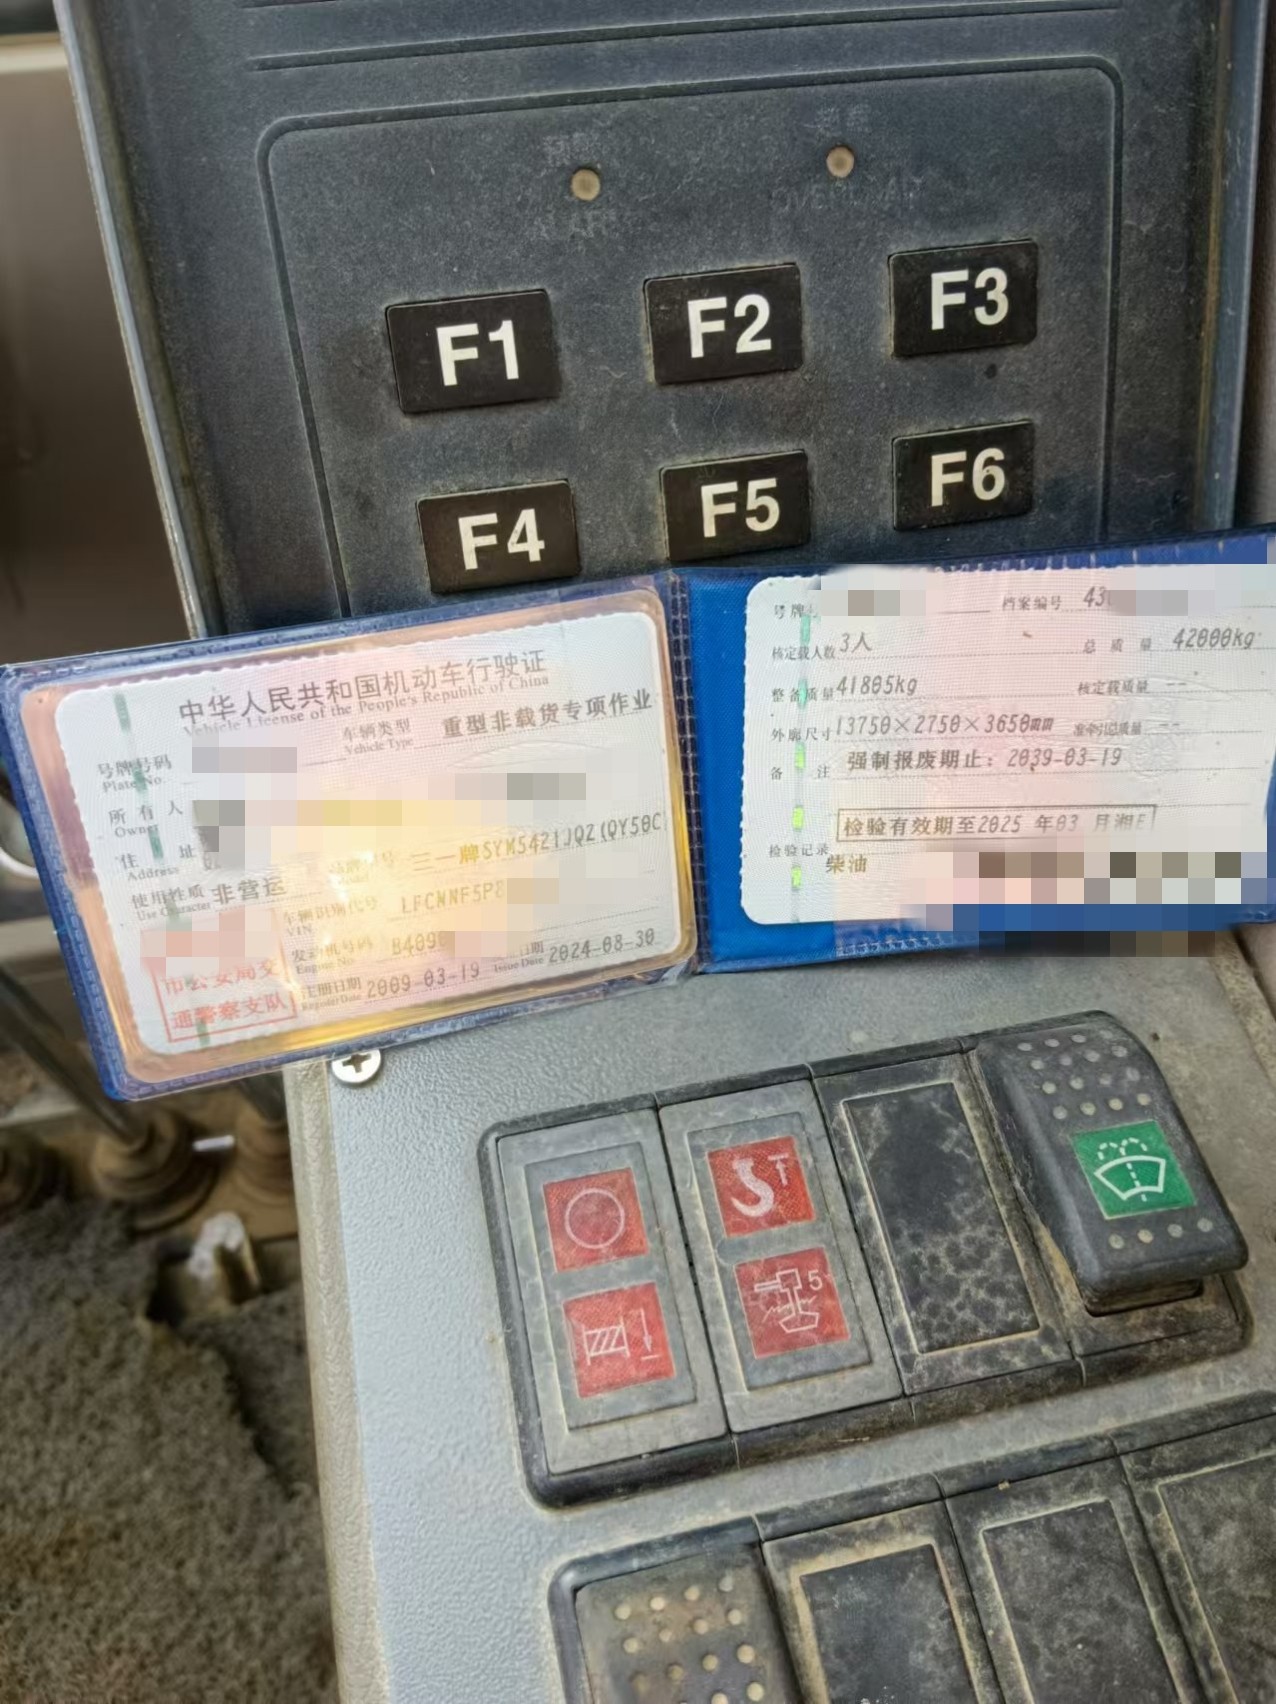 F1 F2 F3
F4 F5 F6
中华人民共和国机动车行驶证
Vehicle License of the People's Republic of China
号牌号码
Plate No.
车辆类型
Vehicle Type
重型非载货专项作业
所有人
Owner
住址
Address
使用性质 非营运
Use Character
号 三一牌SYM5421JQZ(QY50C
车辆识别代号 LFCWNF5P8
VIN
发动机号码 B409
Engine No.
注册日期 2009-03-19
Register Date
日期 2024-08-30
Issue Date
市公安局交
通警察支队
号牌
档案编号 43
核定载人数 3人
总质量 42000kg
整备质量 41805kg
核定载质量 --
外廓尺寸 13750×2750×3650mm
准牵引总质量 --
备注 强制报废期止：2039-03-19
检验有效期至2025 年03 月湘E
检验记录
柴油
5